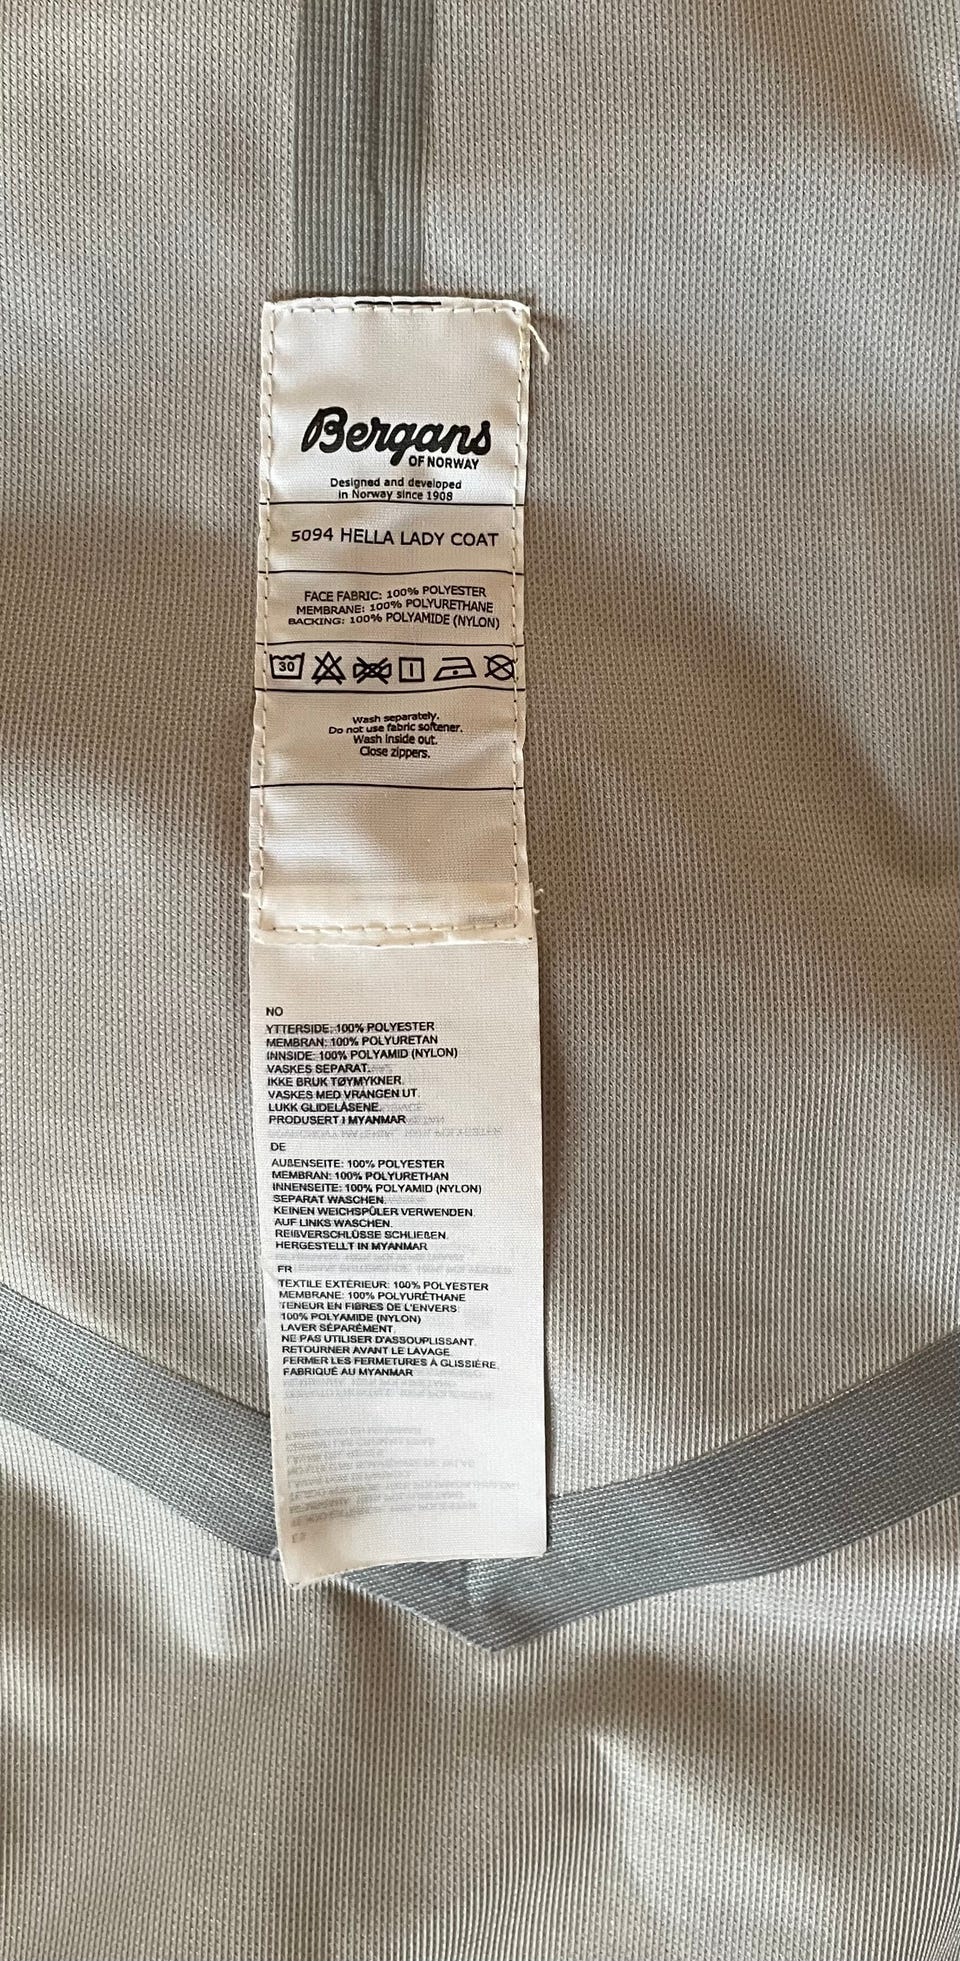 Bergans
OF NORWAY
Designed and developed
in Norway since 1908
5094 HELLA LADY COAT
FACE FABRIC: 100% POLYESTER
MEMBRANE: 100% POLYURETHANE
BACKING: 100% POLYAMIDE (NYLON)
30
Wash separately.
Do not use fabric softener.
Wash inside out.
Close zippers.
NO
YTTERSIDE: 100% POLYESTER
MEMBRAN: 100% POLYURETAN
INNSIDE: 100% POLYAMID (NYLON)
VASKES SEPARAT.
IKKE BRUK TØYMYKNER.
VASKES MED VRANGEN UT.
LUKK GLIDELÅSENE.
PRODUSERT I MYANMAR
DE
AUßENSEITE: 100% POLYESTER
MEMBRAN: 100% POLYURETHAN
INNENSEITE: 100% POLYAMID (NYLON)
SEPARAT WASCHEN.
KEINEN WEICHSPÜLER VERWENDEN.
AUF LINKS WASCHEN.
REIßVERSCHLÜSSE SCHLIEßEN.
HERGESTELLT IN MYANMAR
FR
TEXTILE EXTÉRIEUR: 100% POLYESTER
MEMBRANE: 100% POLYURÉTHANE
TENEUR EN FIBRES DE L'ENVERS:
100% POLYAMIDE (NYLON)
LAVER SÉPARÉMENT.
NE PAS UTILISER D'ASSOUPLISSANT.
RETOURNER AVANT LE LAVAGE.
FERMER LES FERMETURES À GLISSIÈRE.
FABRIQUÉ AU MYANMAR